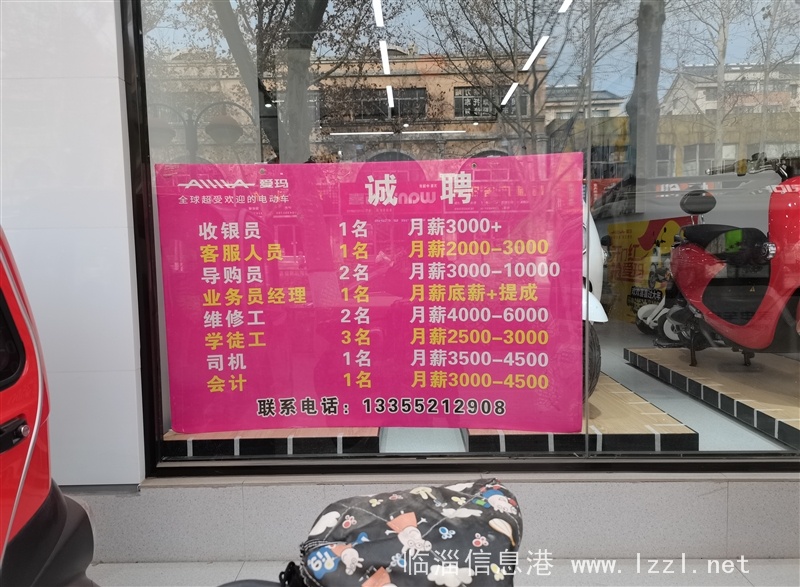 AIMA 爱玛
诚聘
全球超受欢迎的电动车
收银员 1名 月薪3000+
客服人员 1名 月薪2000-3000
导购员 2名 月薪3000-10000
业务员经理 1名 月薪底薪+提成
维修工 2名 月薪4000-6000
学徒工 3名 月薪2500-3000
司机 1名 月薪3500-4500
会计 1名 月薪3000-4500
联系电话：13355212908
临淄信息港 www.lzzl.net